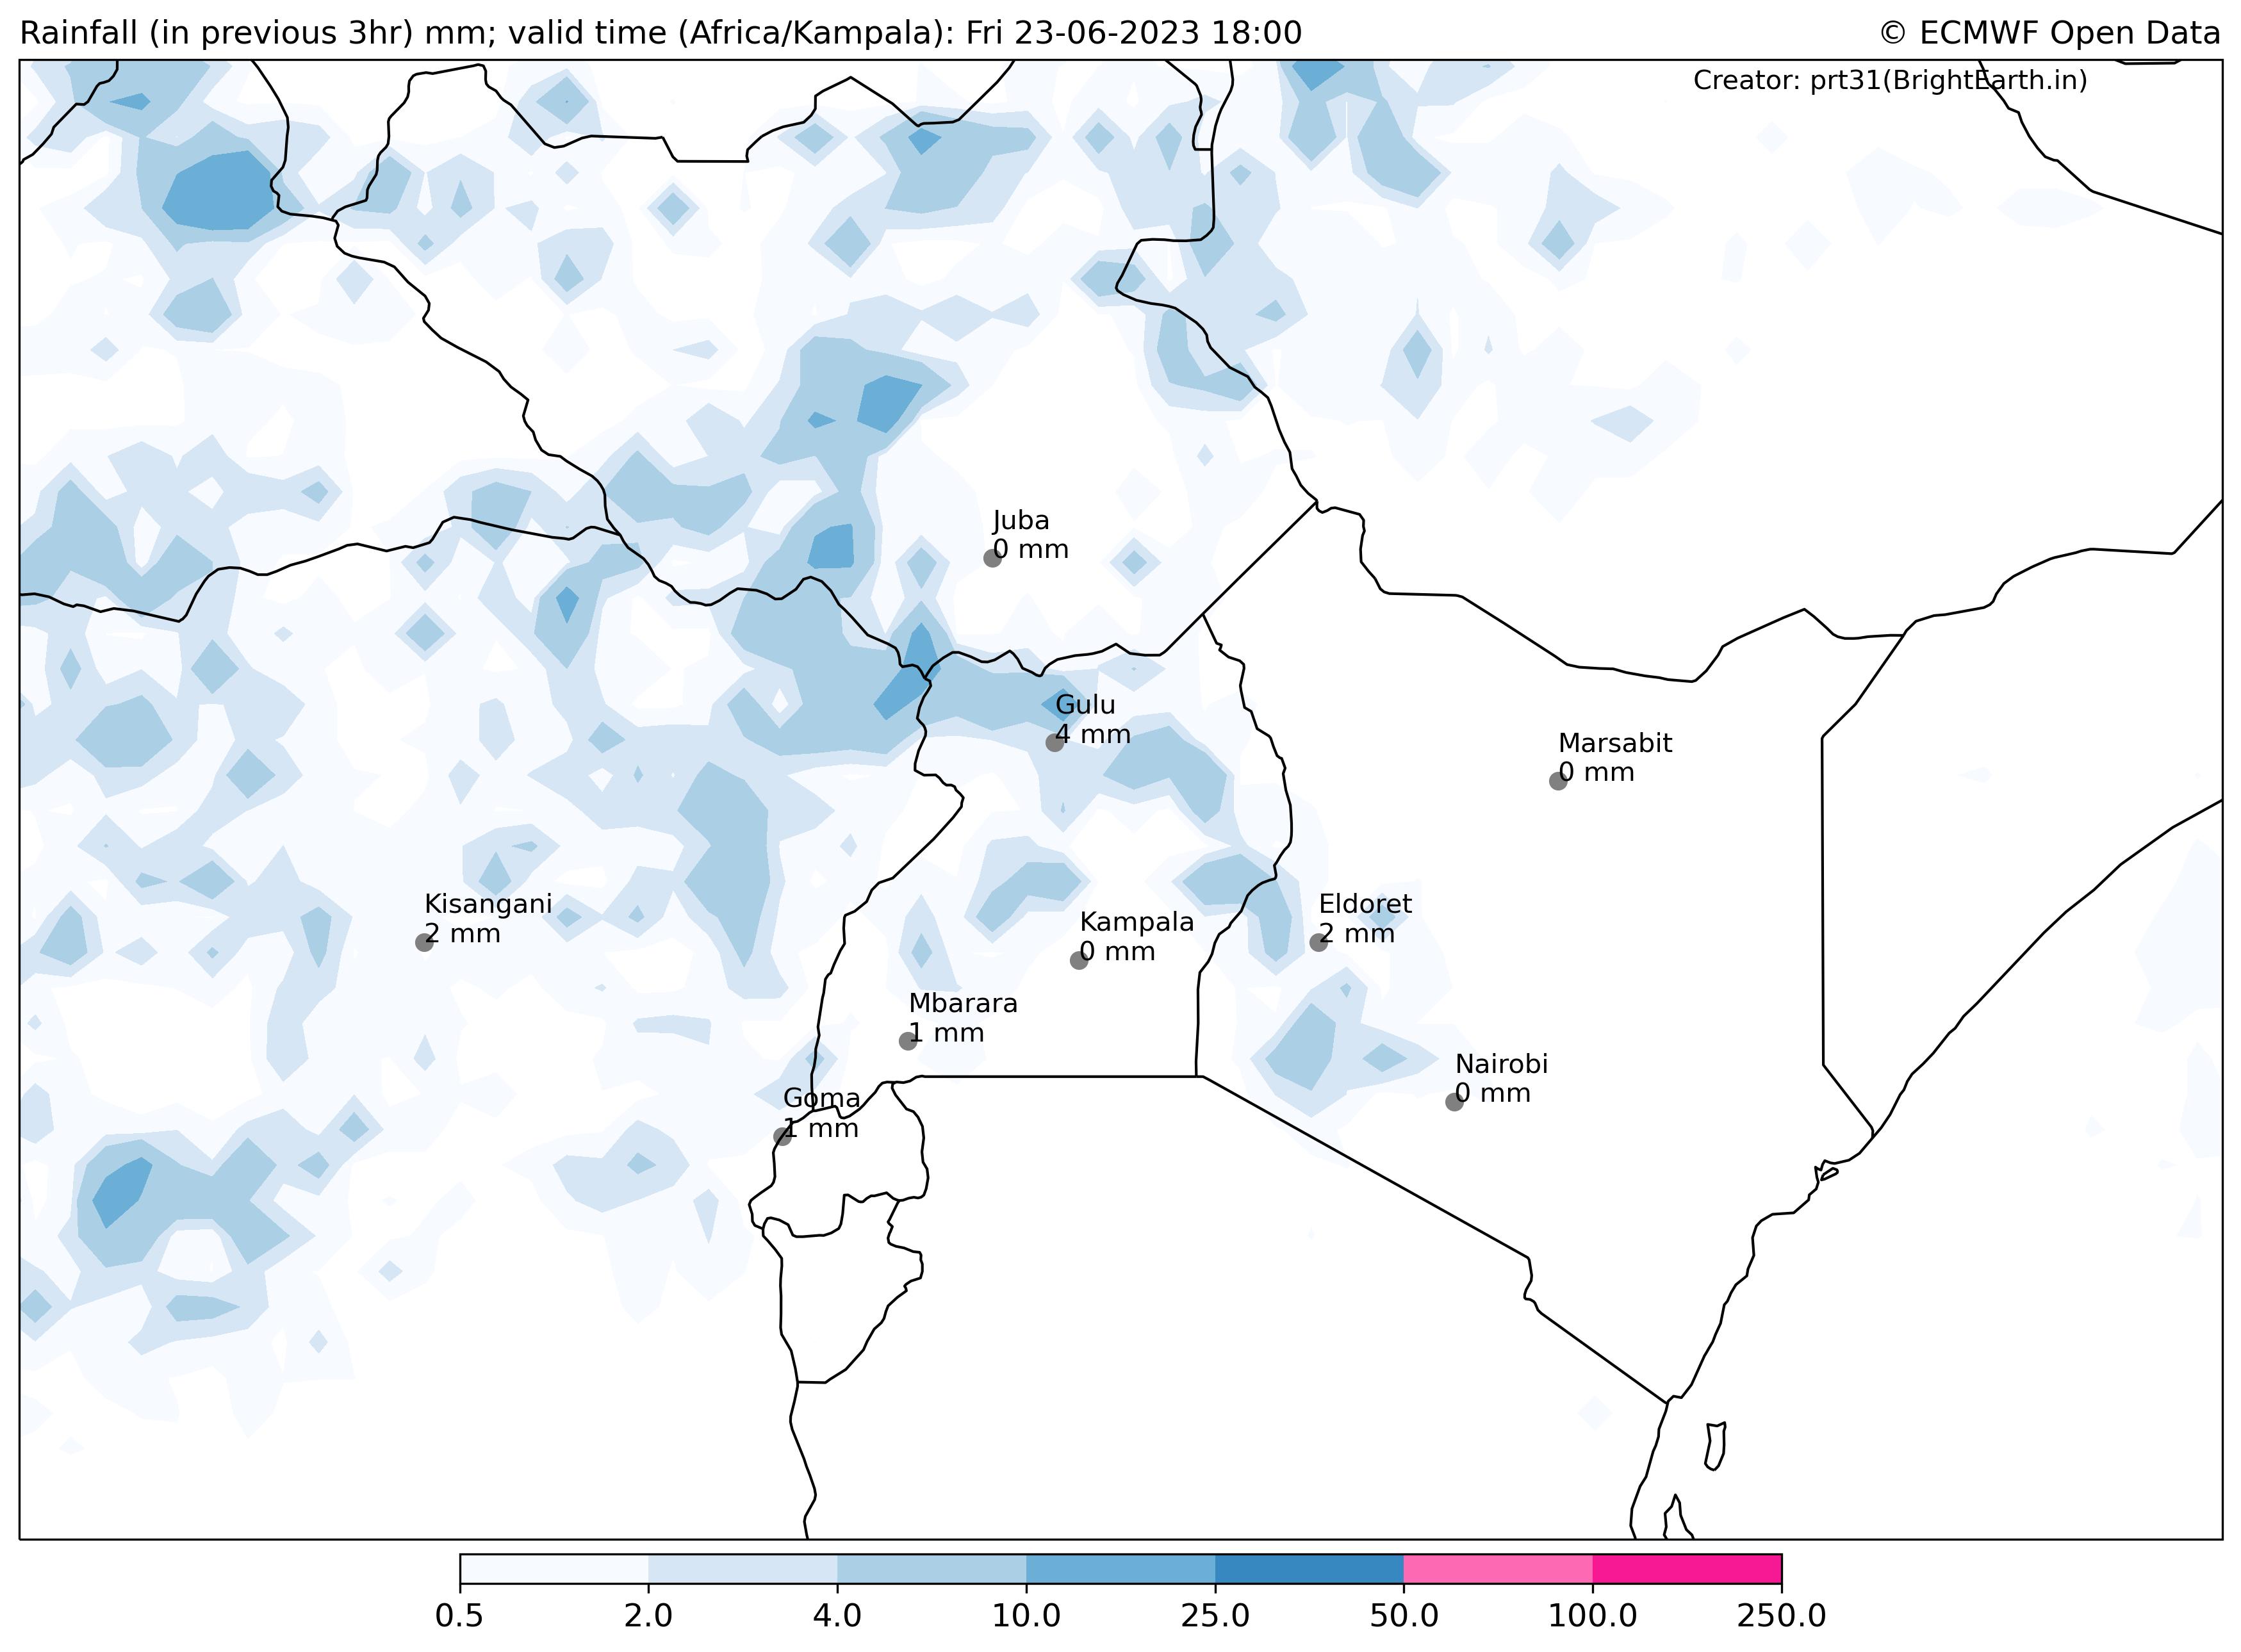 Rainfall (in previous 3hr) mm; valid time (Africa/Kampala): Fri 23-06-2023 18:00
© ECMWF Open Data
Creator: prt31(BrightEarth.in)
Juba
0 mm
Gulu
4 mm
Marsabit
0 mm
Kisangani
2 mm
Eldoret
2 mm
Kampala
0 mm
Mbarara
1 mm
Nairobi
0 mm
Goma
1 mm
0.5 2.0 4.0 10.0 25.0 50.0 100.0 250.0